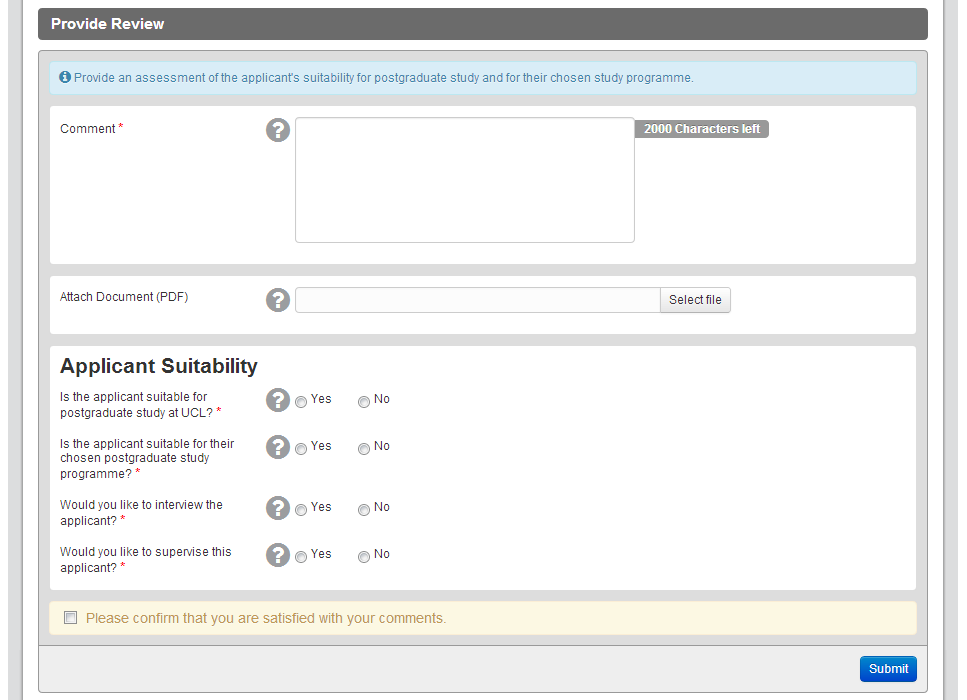 Provide Review
Provide an assessment of the applicant's suitability for postgraduate study and for their chosen study programme.
Comment *
?
2000 Characters left
Attach Document (PDF)
?
Select file
Applicant Suitability
Is the applicant suitable for
postgraduate study at UCL? *
? Yes No
Is the applicant suitable for their
chosen postgraduate study
programme? *
? Yes No
Would you like to interview the
applicant? *
? Yes No
Would you like to supervise this
applicant? *
? Yes No
Please confirm that you are satisfied with your comments.
Submit